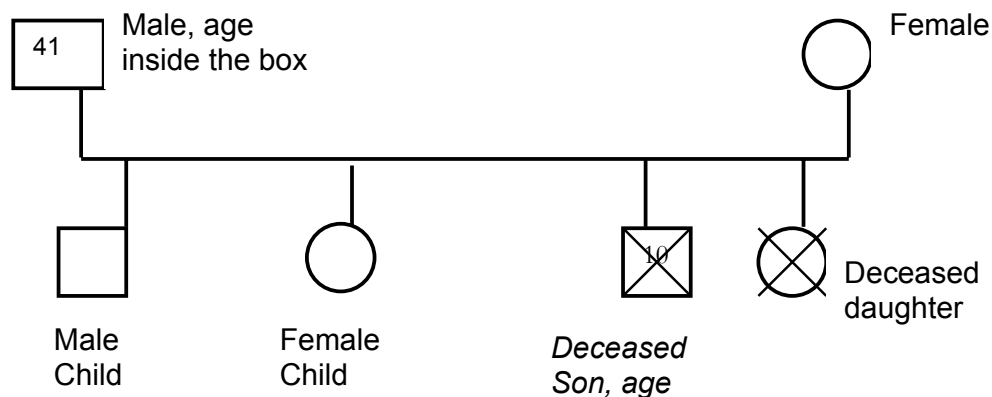 41
Male, age
inside the box
Female
10
Deceased
daughter
Male
Child
Female
Child
Deceased
Son, age